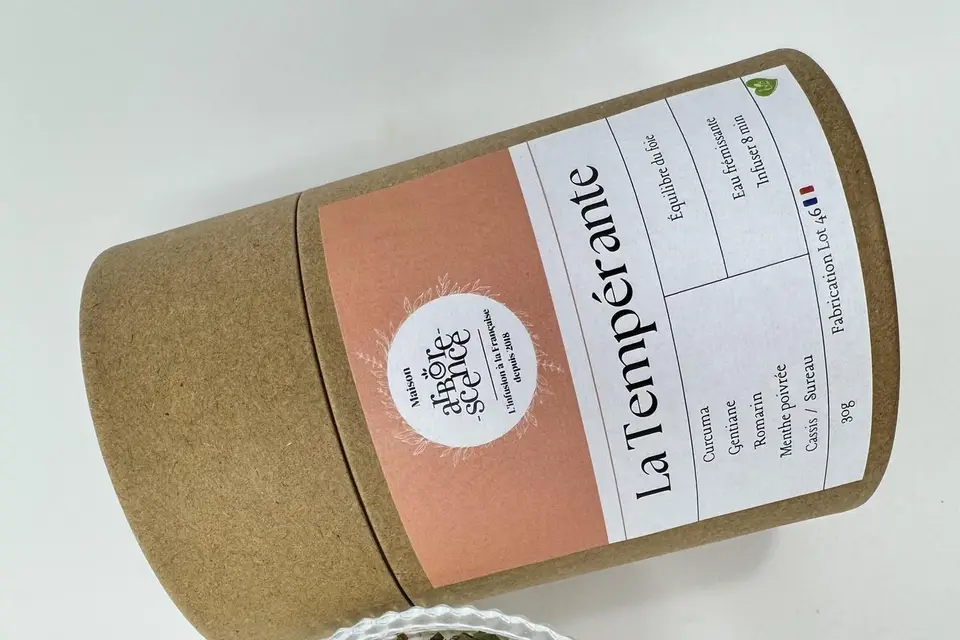 Maison
arBore-
-scence
L'infusion à la Française
depuis 2018
La Tempérante
Équilibre du foie
Curcuma
Gentiane
Romarin
Menthe poivrée
Cassis / Sureau
Eau frémissante
Infuser 8 min
30g
Fabrication Lot 46